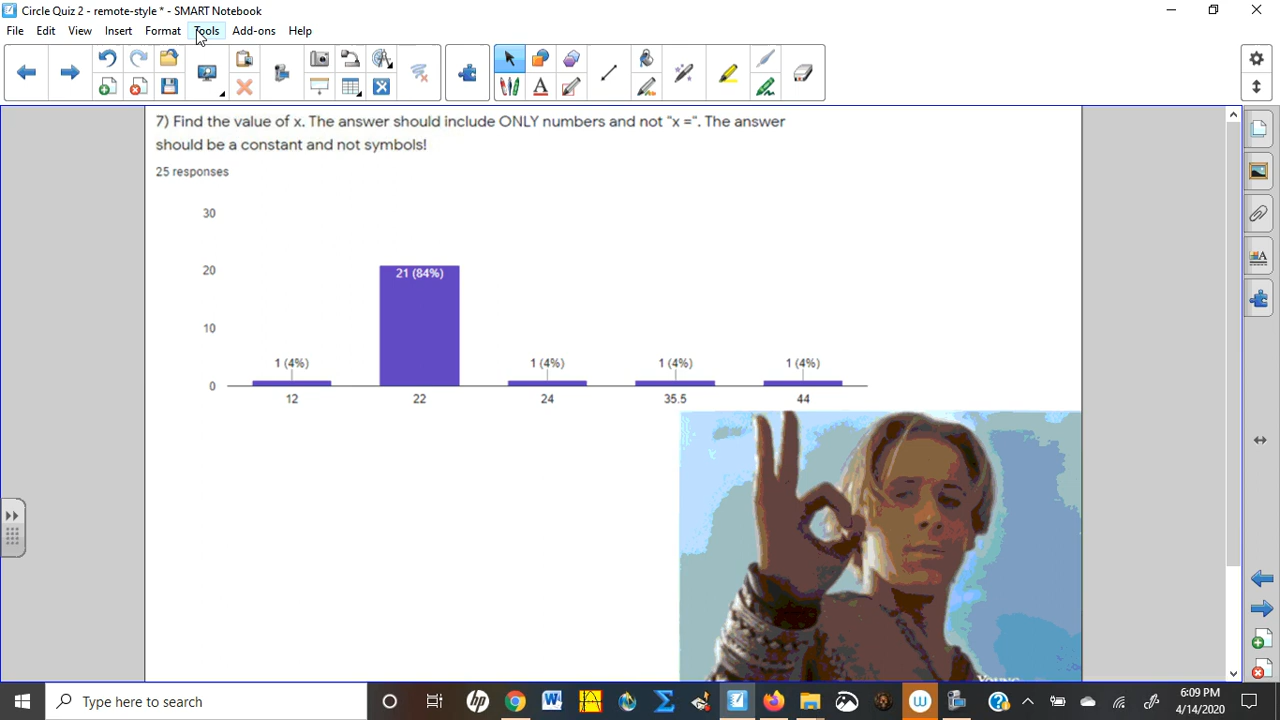 Circle Quiz 2 - remote-style * - SMART Notebook
File Edit View Insert Format Tools Add-ons Help
7) Find the value of x. The answer should include ONLY numbers and not "x =". The answer
should be a constant and not symbols!
25 responses
30
20
10
0
21 (84%)
1 (4%) 1 (4%) 1 (4%) 1 (4%)
12 22 24 35.5 44
YOUNG
Type here to search
6:09 PM
4/14/2020